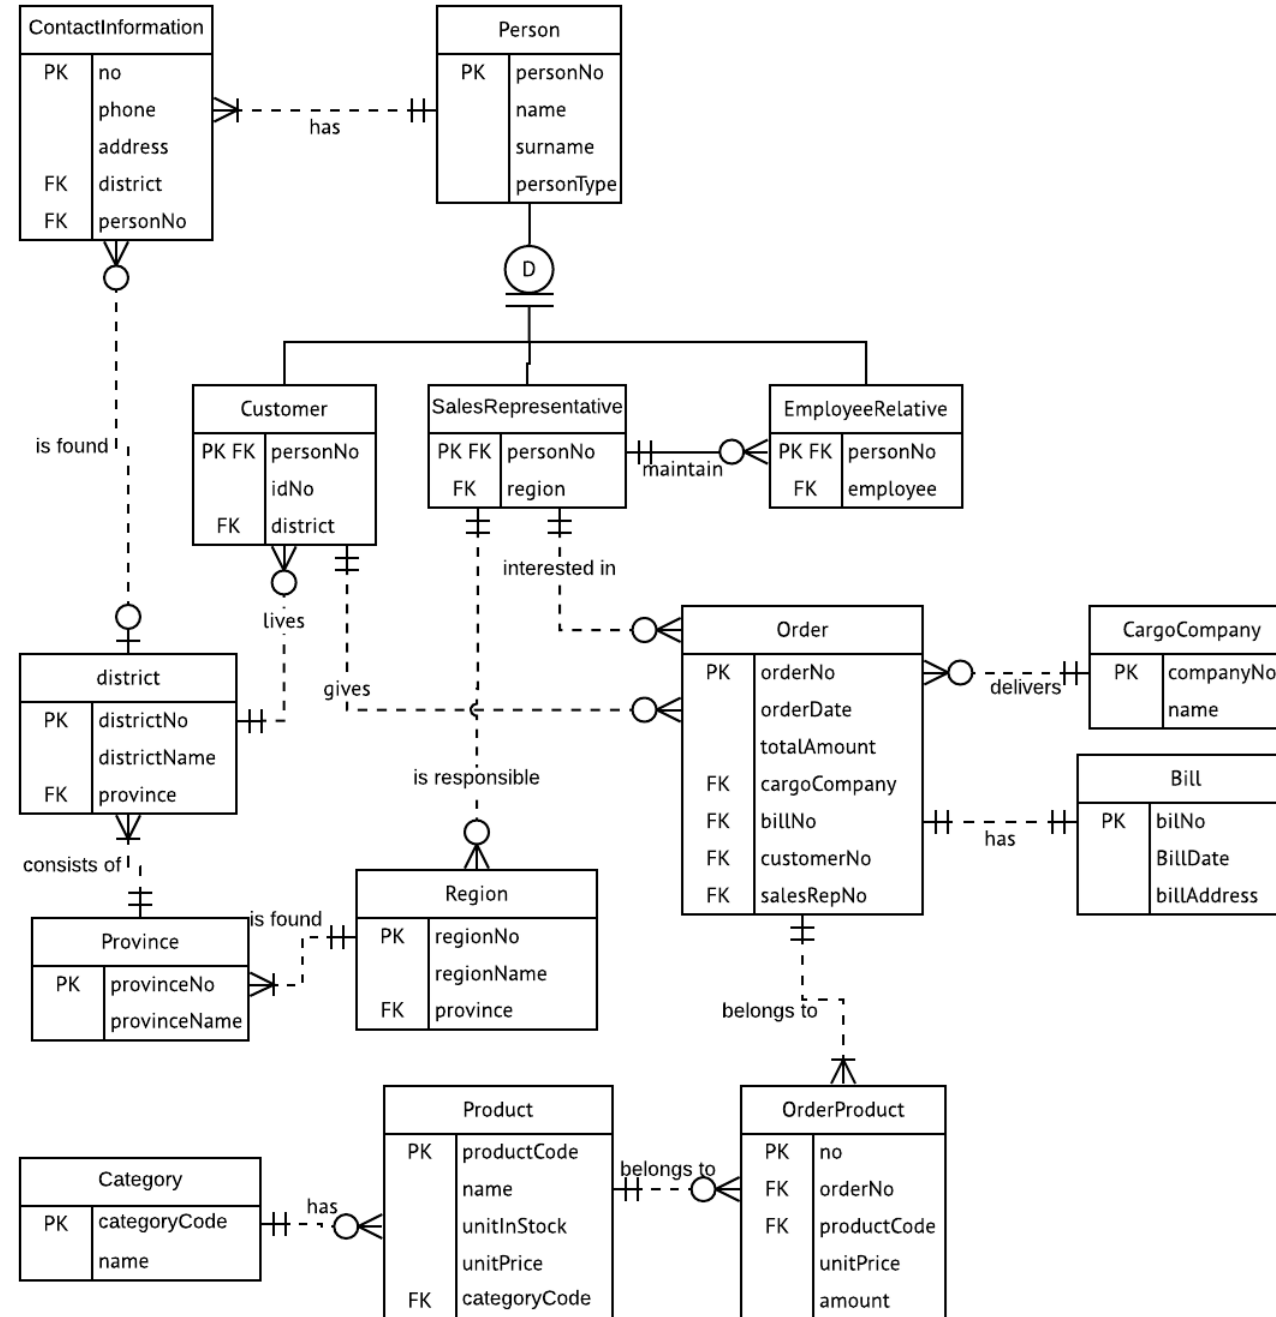 ContactInformation
PK no
phone
address
FK district
FK personNo
Person
PK personNo
name
surname
personType
has
D
is found
Customer
PK FK personNo
idNo
FK district
SalesRepresentative
PK FK personNo
FK region
maintain
EmployeeRelative
PK FK personNo
FK employee
interested in
lives
gives
is responsible
district
PK districtNo
districtName
FK province
Order
PK orderNo
orderDate
totalAmount
FK cargoCompany
FK billNo
FK customerNo
FK salesRepNo
delivers
CargoCompany
PK companyNo
name
has
Bill
PK bilNo
BillDate
billAddress
consists of
Province
PK provinceNo
provinceName
is found
Region
PK regionNo
regionName
FK province
belongs to
Category
PK categoryCode
name
has
Product
PK productCode
name
unitInStock
unitPrice
FK categoryCode
belongs to
OrderProduct
PK no
FK orderNo
FK productCode
unitPrice
amount